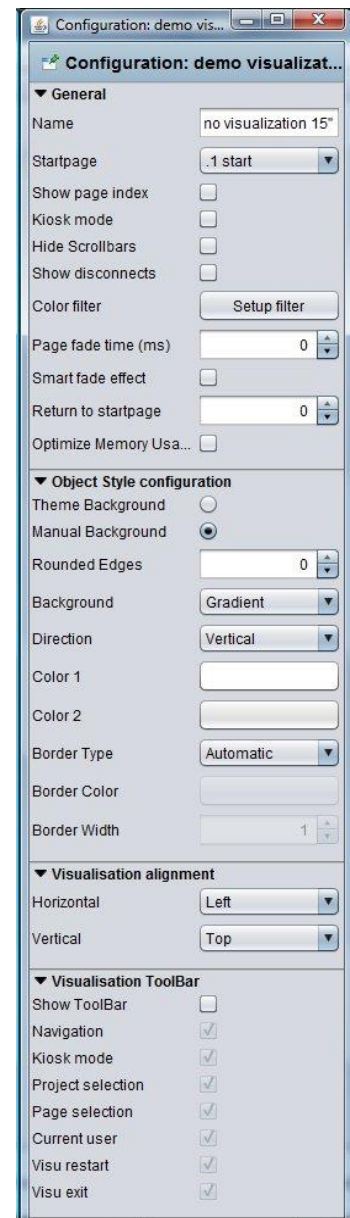 Configuration: demo vis...
Configuration: demo visualizat...
▼ General
Name no visualization 15"
Startpage .1 start
Show page index
Kiosk mode
Hide Scrollbars
Show disconnects
Color filter Setup filter
Page fade time (ms) 0
Smart fade effect
Return to startpage 0
Optimize Memory Usa...
▼ Object Style configuration
Theme Background
Manual Background
Rounded Edges 0
Background Gradient
Direction Vertical
Color 1
Color 2
Border Type Automatic
Border Color
Border Width 1
▼ Visualisation alignment
Horizontal Left
Vertical Top
▼ Visualisation ToolBar
Show ToolBar
Navigation
Kiosk mode
Project selection
Page selection
Current user
Visu restart
Visu exit